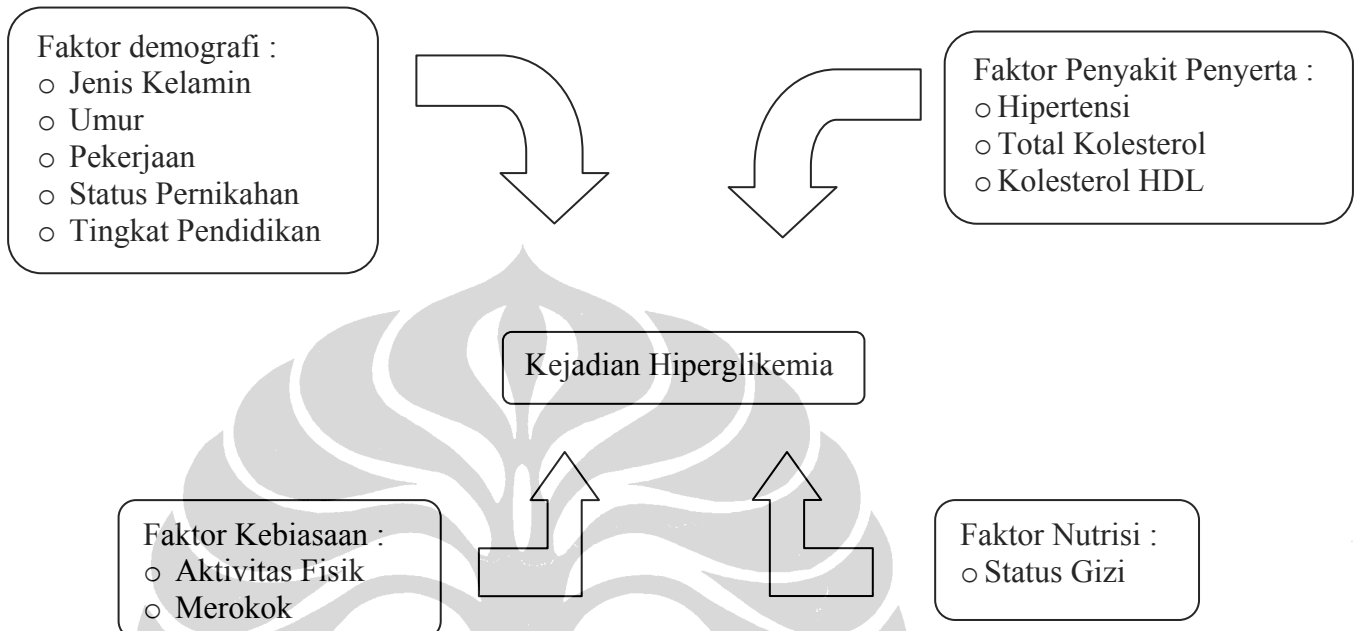 Faktor demografi :
o Jenis Kelamin
o Umur
o Pekerjaan
o Status Pernikahan
o Tingkat Pendidikan
Faktor Penyakit Penyerta :
o Hipertensi
o Total Kolesterol
o Kolesterol HDL
Kejadian Hiperglikemia
Faktor Kebiasaan :
o Aktivitas Fisik
o Merokok
Faktor Nutrisi :
o Status Gizi